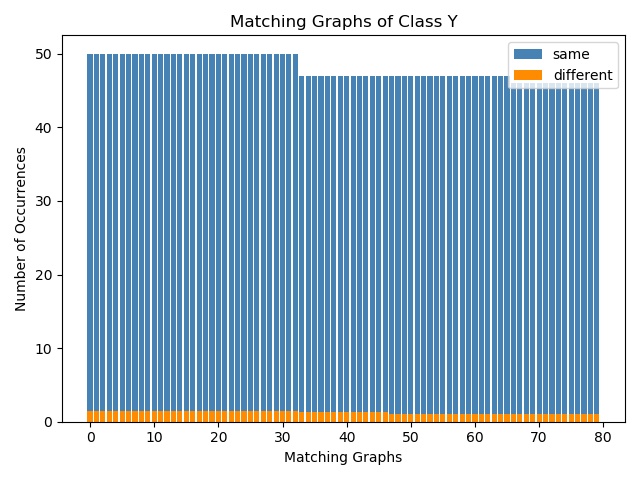 Matching Graphs of Class Y
same
different
Number of Occurrences
50
40
30
20
10
0
0 10 20 30 40 50 60 70 80
Matching Graphs